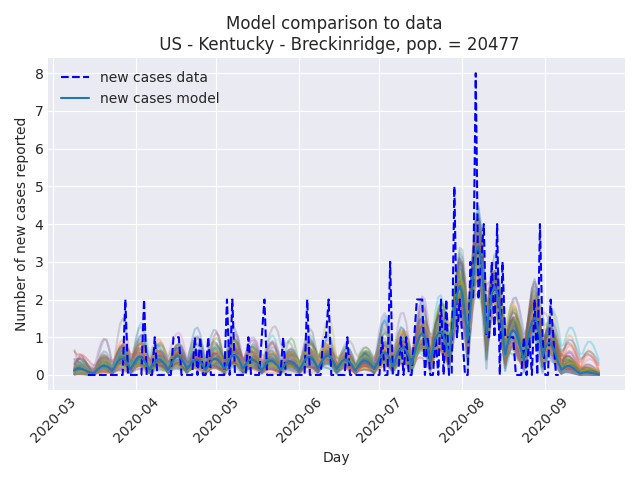 Model comparison to data
US - Kentucky - Breckinridge, pop. = 20477
new cases data
new cases model
Number of new cases reported
8
7
6
5
4
3
2
1
0
2020-03
2020-04
2020-05
2020-06
2020-07
2020-08
2020-09
Day